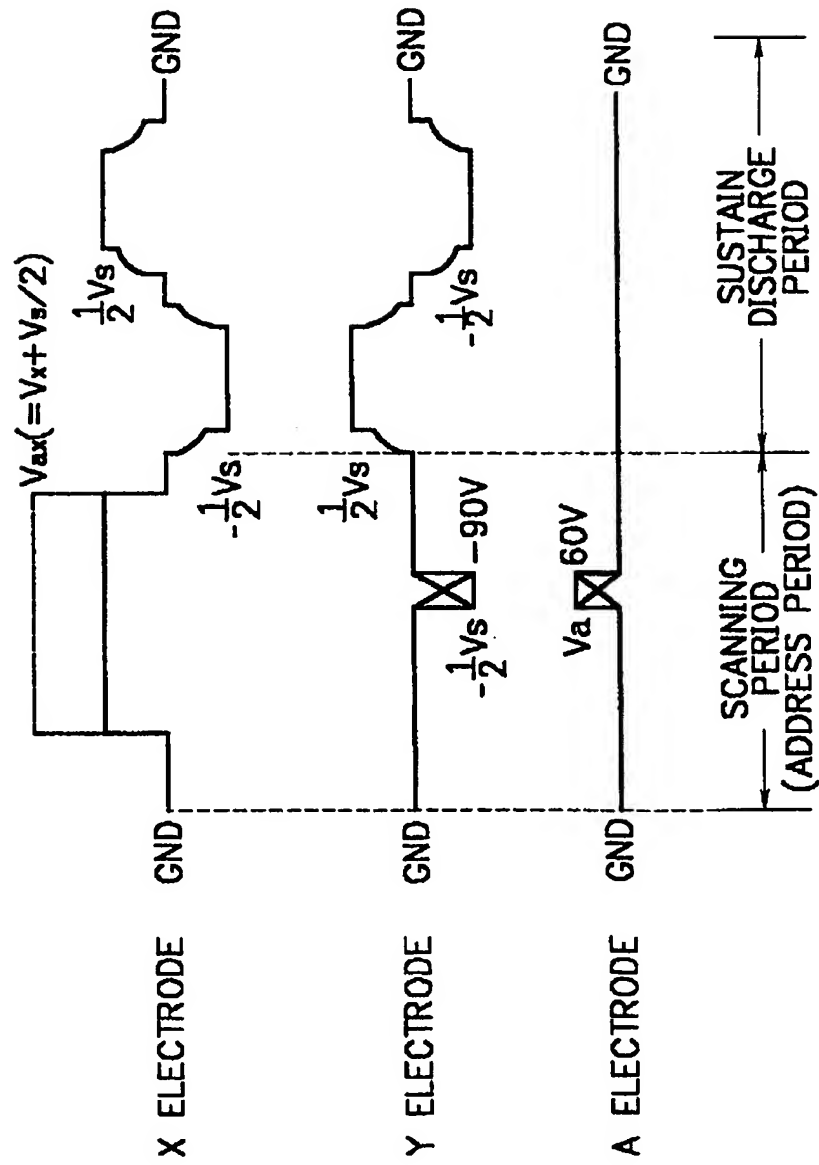 Vax(=Vx+Vs/2)
X ELECTRODE
GND
-1/2Vs
1/2Vs
GND
Y ELECTRODE
GND
-1/2Vs
-90V
1/2Vs
-1/2Vs
GND
A ELECTRODE
GND
Va
60V
GND
SCANNING
PERIOD
(ADDRESS PERIOD)
SUSTAIN
DISCHARGE
PERIOD